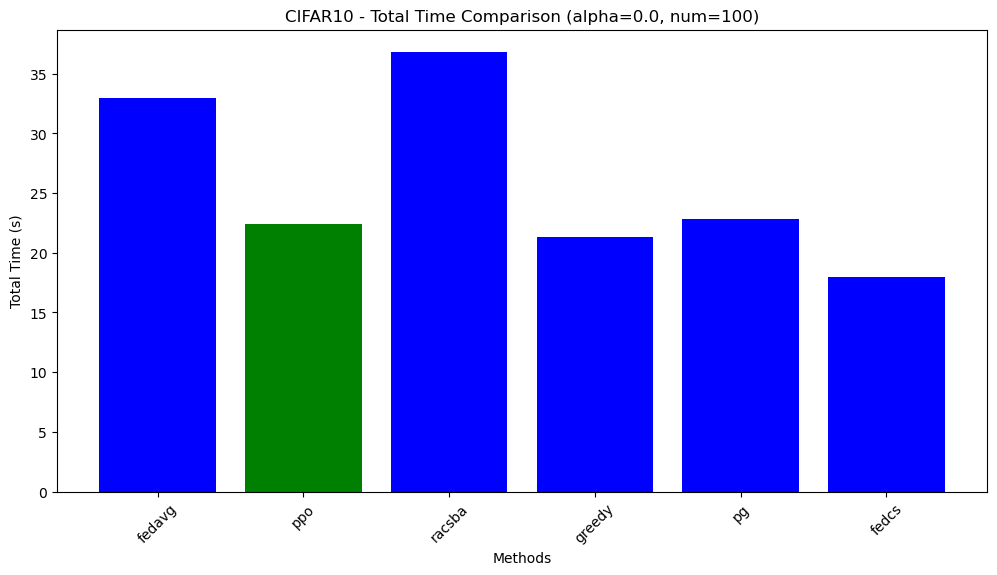 CIFAR10 - Total Time Comparison (alpha=0.0, num=100)
Total Time (s)
35
30
25
20
15
10
5
0
fedavg
ppo
racsba
greedy
pg
fedcs
Methods